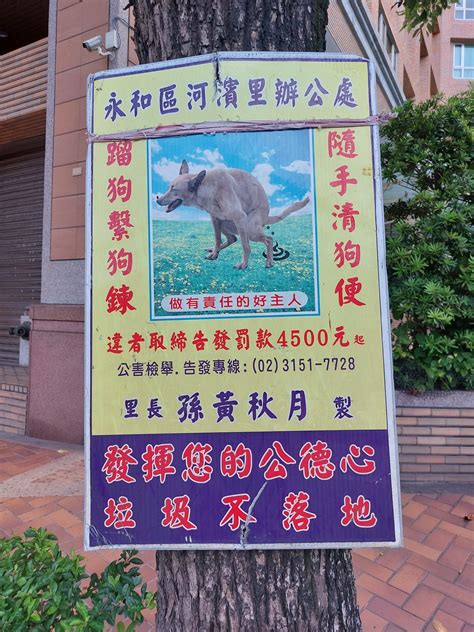 永和區河濱里辦公處
隨手清狗便
蹓狗繫狗鍊
做有責任的好主人
違者取締告發罰款4500元起
公害檢舉.告發專線:(02)3151-7728
里長 孫黃秋月 製
發揮您的公德心
垃圾不落地